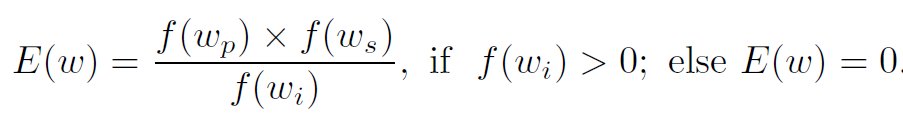 E(w) = \frac{f(w_p) \times f(w_s)}{f(w_i)}, if f(w_i) > 0; else E(w) = 0.